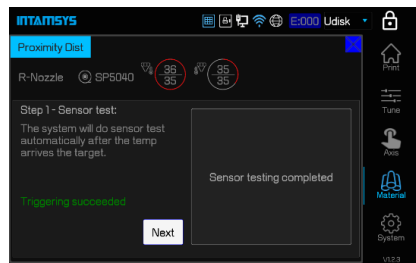 INTAMSYS
E:000 Udisk
Proximity Dist
R-Nozzle SP5040
36
35
35
35
Print
Step 1 - Sensor test:
The system will do sensor test
automatically after the temp
arrives the target.
Sensor testing completed
Triggering succeeded
Next
Tune
Axis
Material
System
V1.2.3